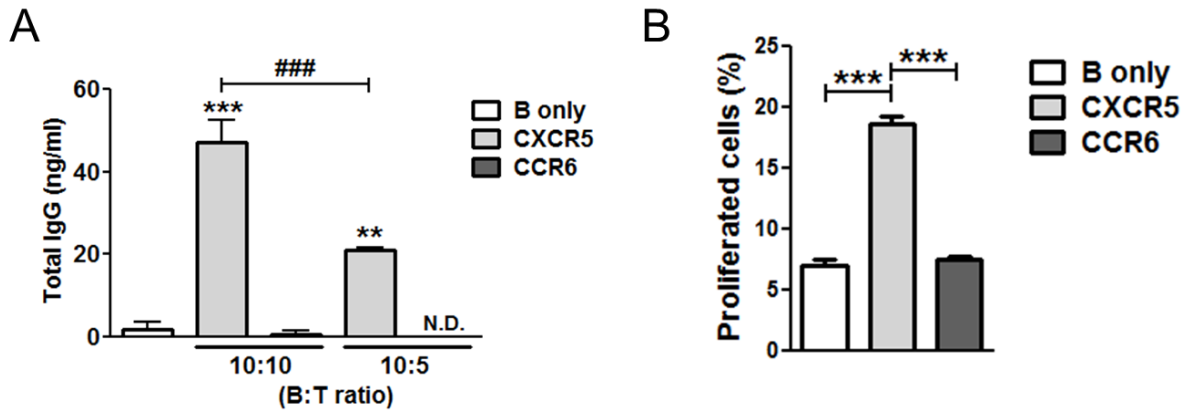 A
Total IgG (ng/ml)
60
40
20
0
###
***
**
N.D.
10:10
10:5
(B:T ratio)
B only
CXCR5
CCR6
B
Proliferated cells (%)
25
20
15
10
5
0
*** ***
B only
CXCR5
CCR6